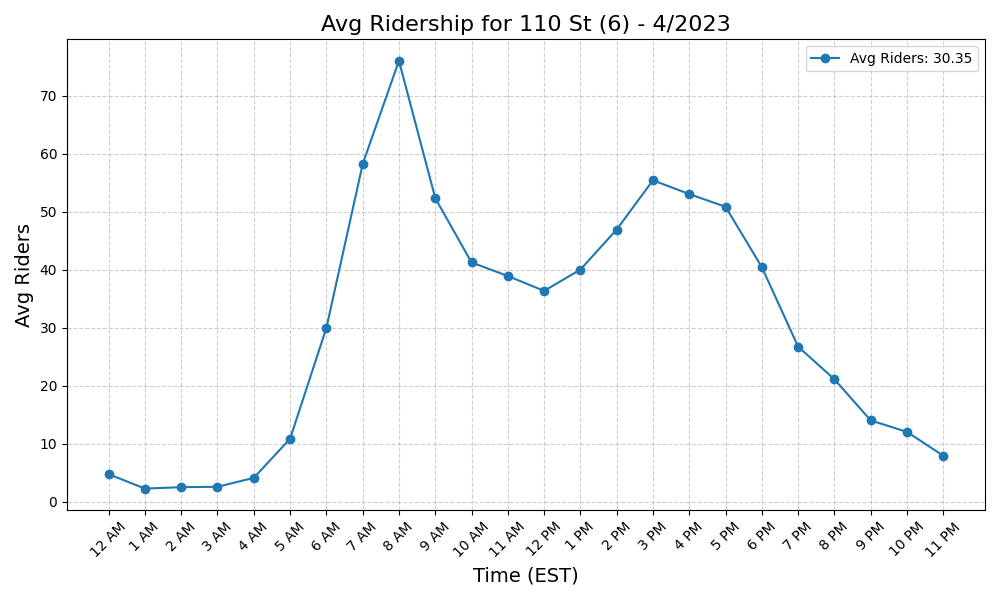 Avg Ridership for 110 St (6) - 4/2023
Avg Riders: 30.35
Avg Riders
70
60
50
40
30
20
10
0
12 AM
1 AM
2 AM
3 AM
4 AM
5 AM
6 AM
7 AM
8 AM
9 AM
10 AM
11 AM
12 PM
1 PM
2 PM
3 PM
4 PM
5 PM
6 PM
7 PM
8 PM
9 PM
10 PM
11 PM
Time (EST)